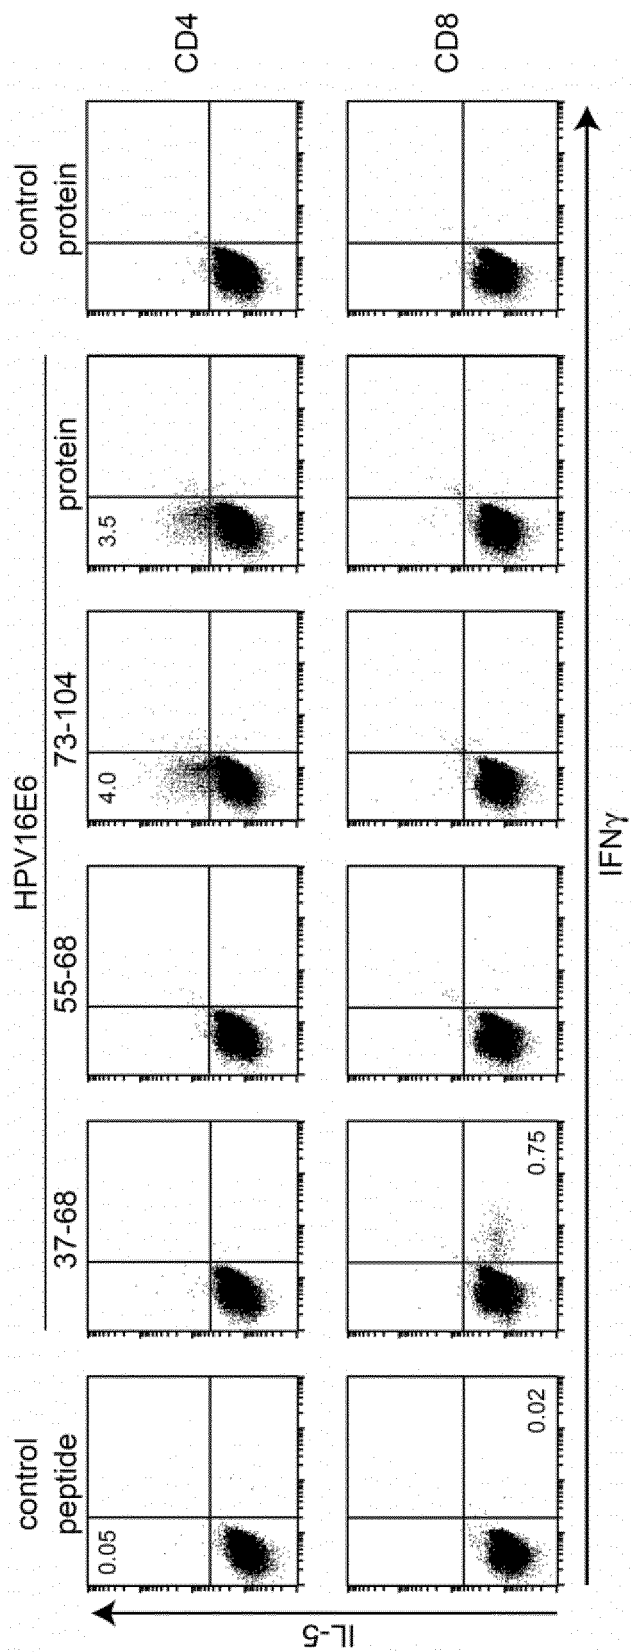 HPV16E6
control
control
peptide
37-68
55-68
73-104
protein
protein
0.05
4.0
3.5
CD4
0.02
0.75
CD8
IL-5
IFNγ